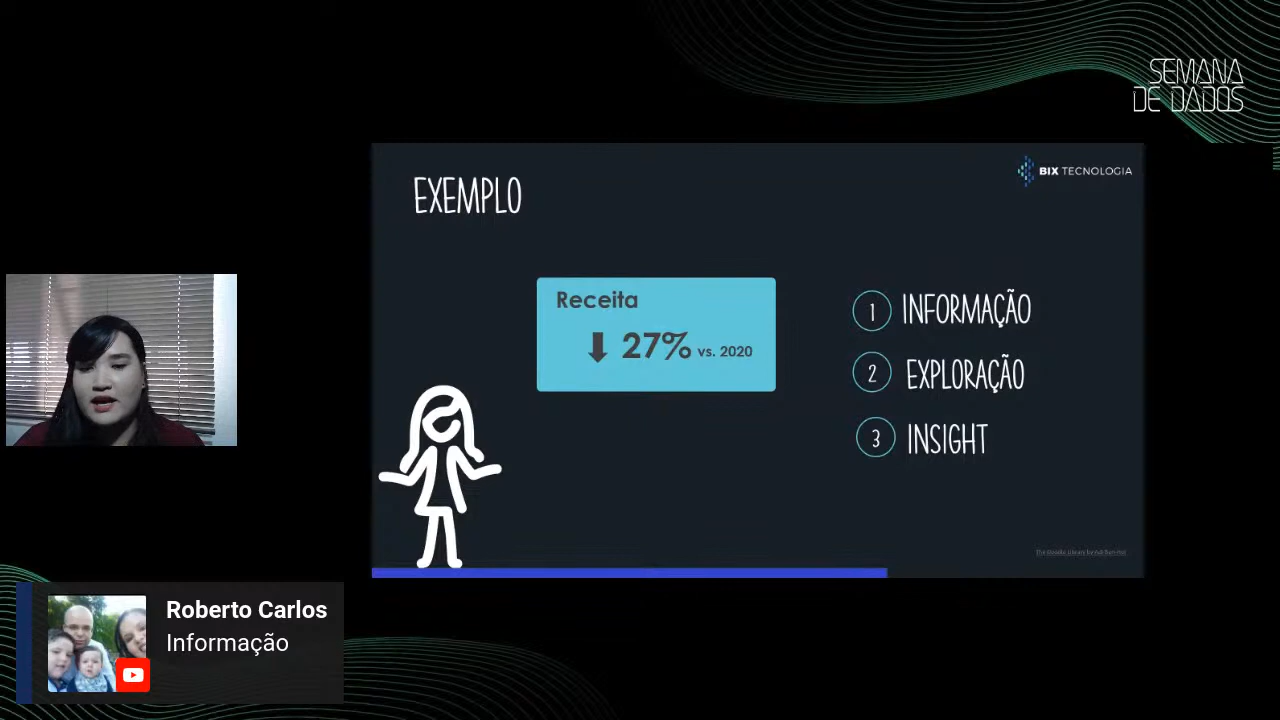 SEMANA
DE DADOS
BIX TECNOLOGIA
EXEMPLO
Receita
27% vs. 2020
1 INFORMAÇÃO
2 EXPLORAÇÃO
3 INSIGHT
Roberto Carlos
Informação